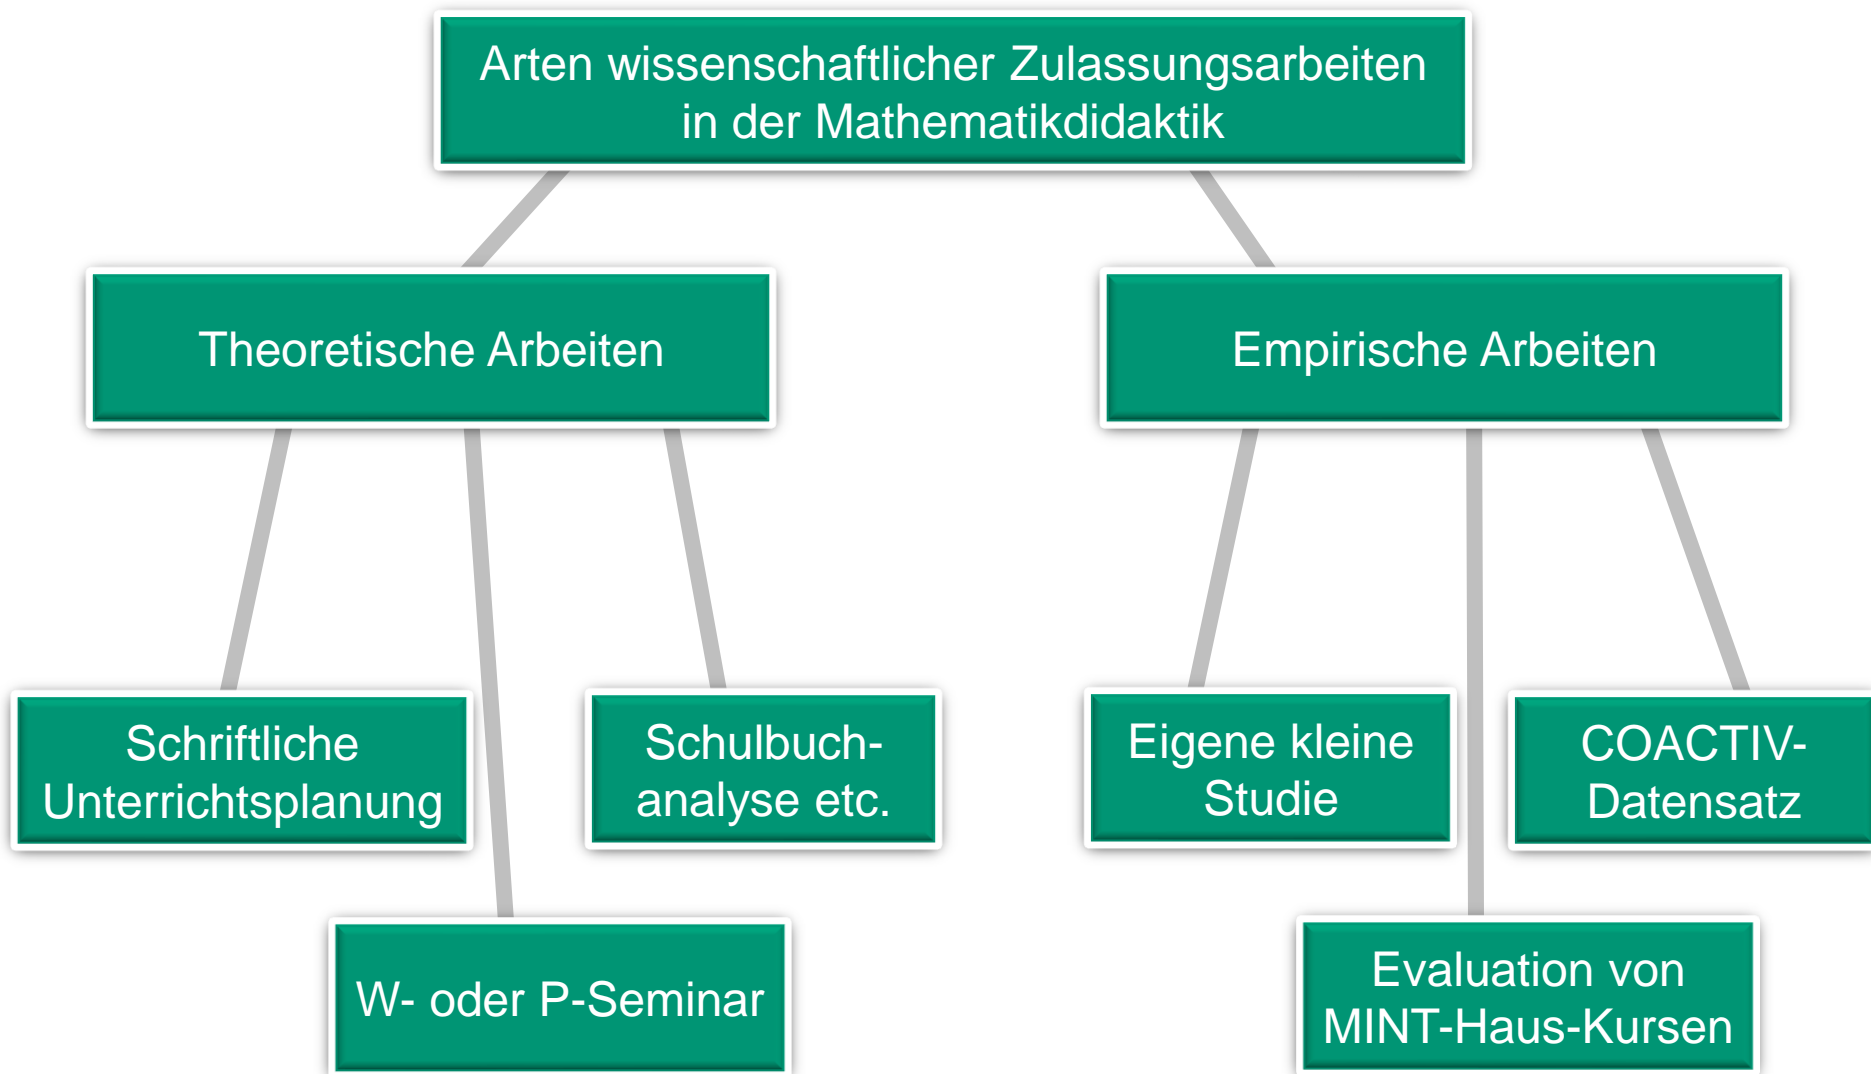 Arten wissenschaftlicher Zulassungsarbeiten
in der Mathematikdidaktik
Theoretische Arbeiten
Empirische Arbeiten
Schriftliche
Unterrichtsplanung
Schulbuch-
analyse etc.
Eigene kleine
Studie
COACTIV-
Datensatz
W- oder P-Seminar
Evaluation von
MINT-Haus-Kursen